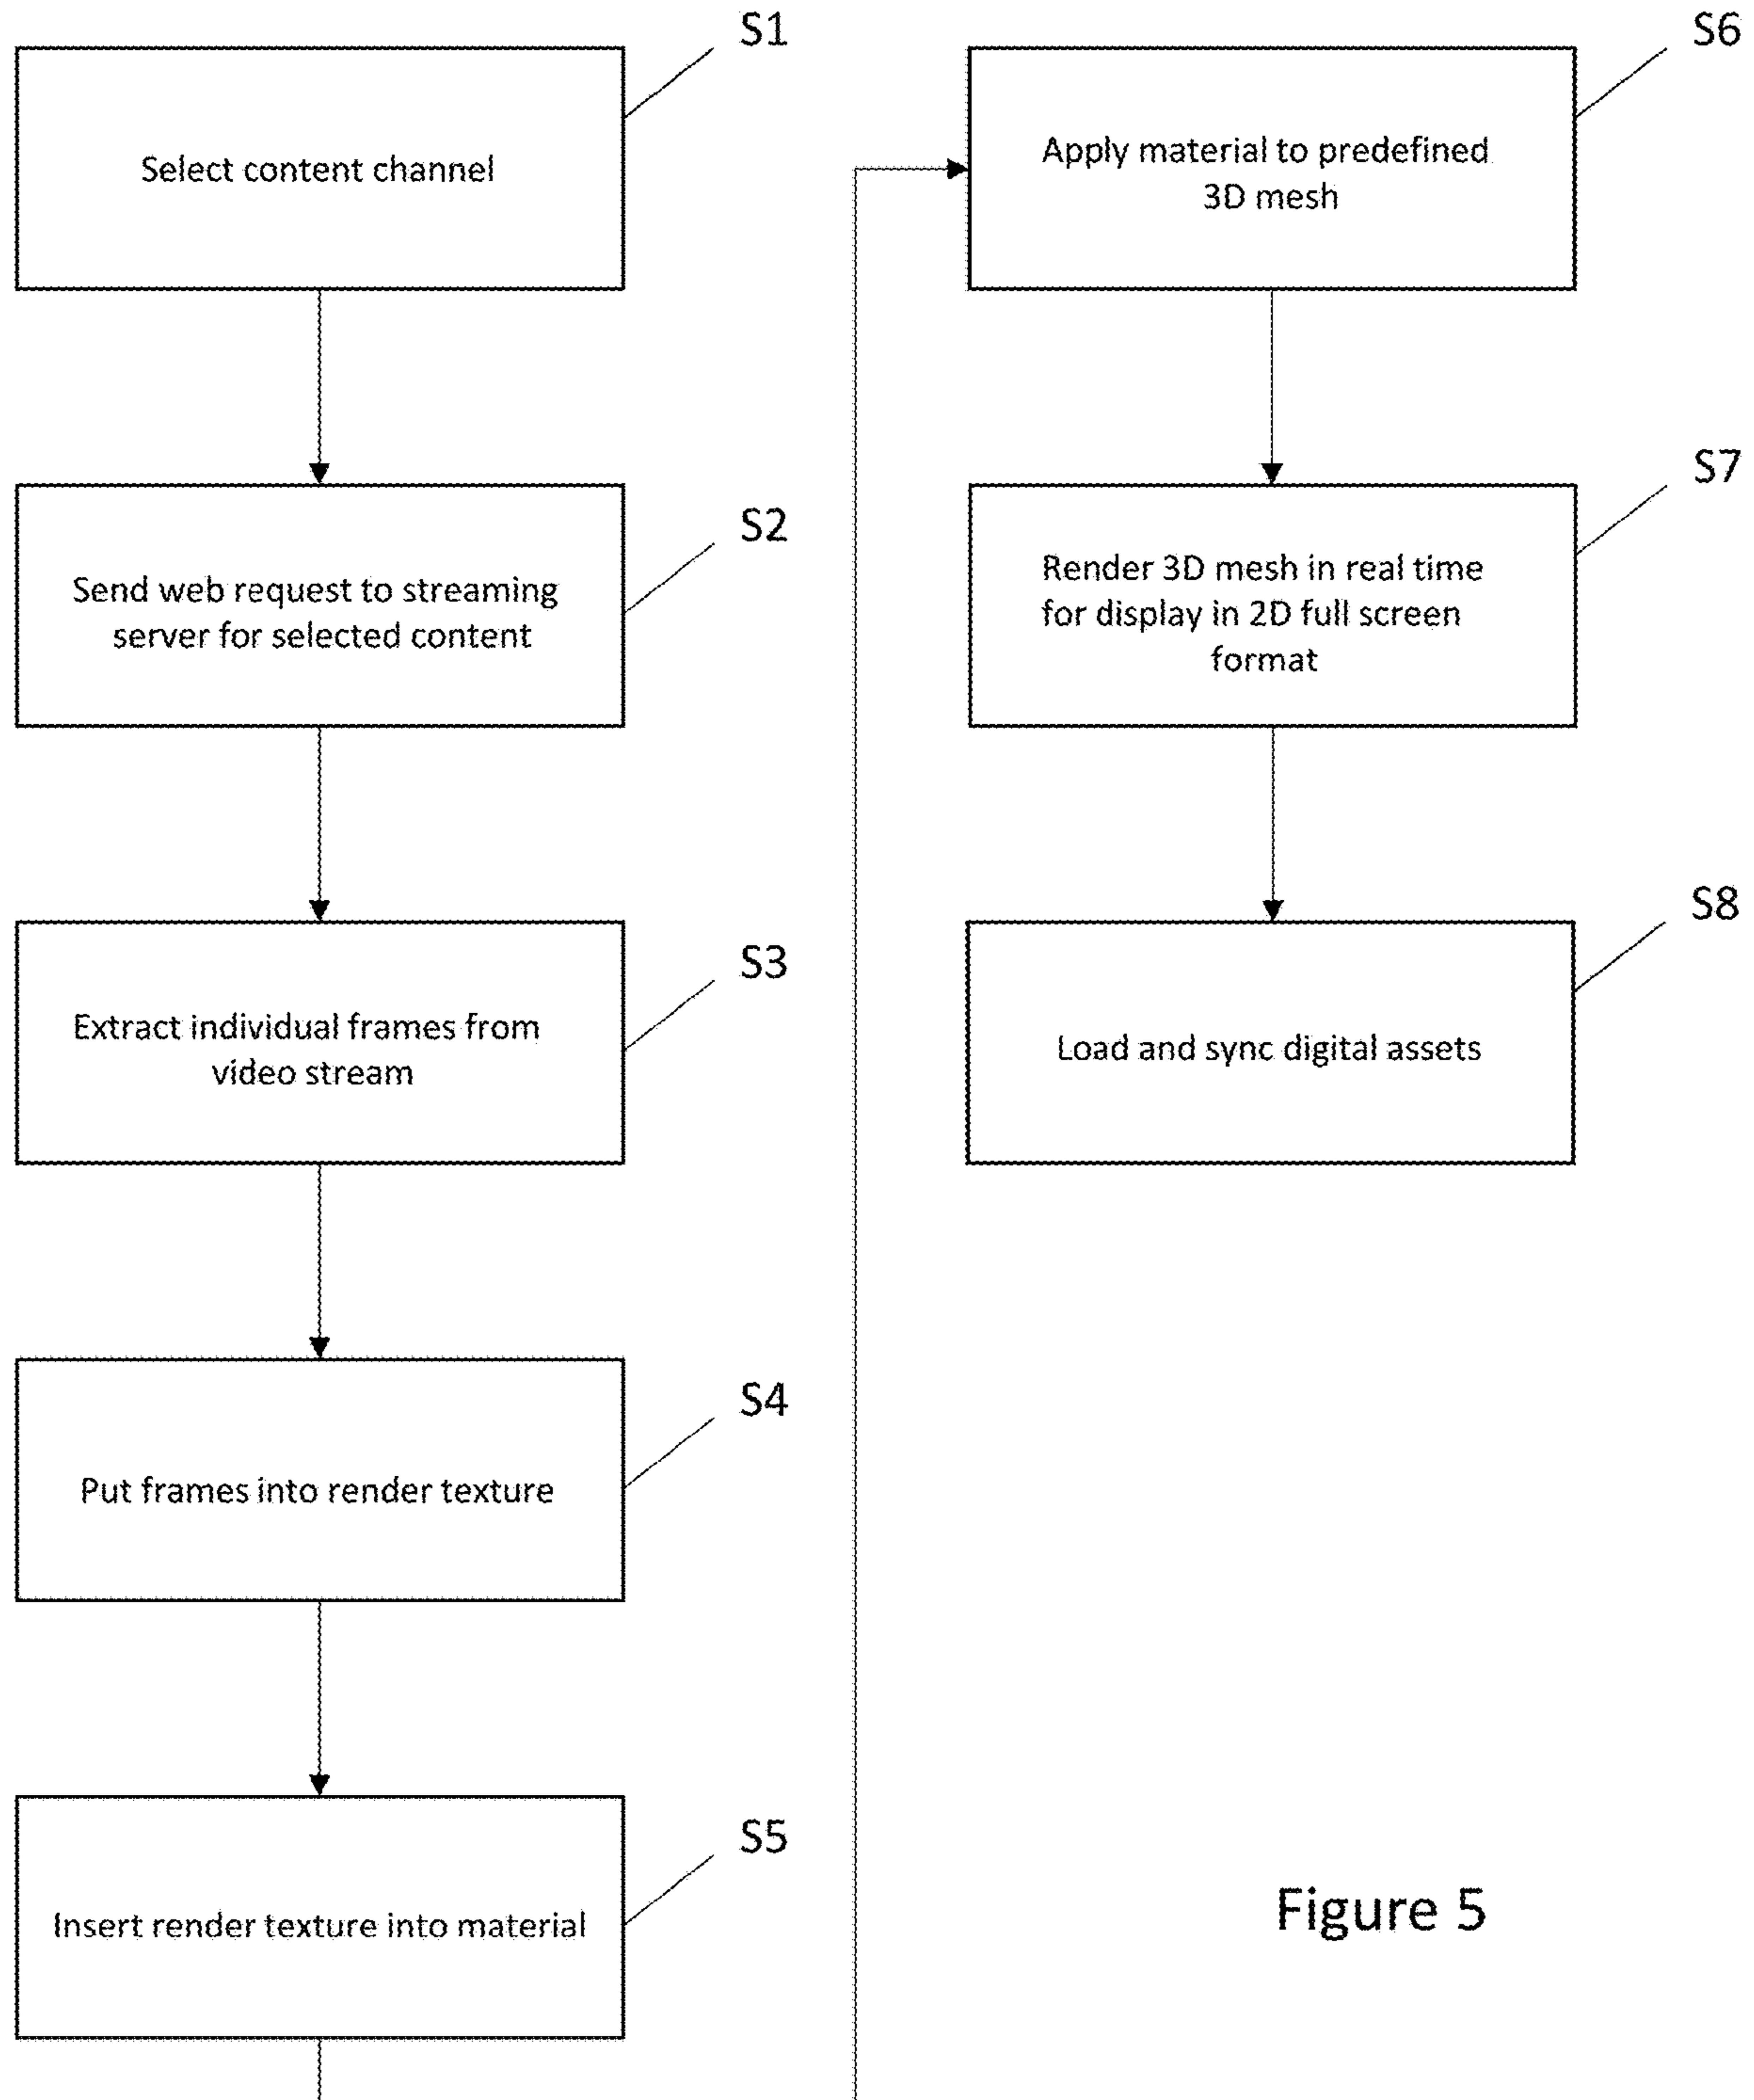 S1
Select content channel
S2
Send web request to streaming
server for selected content
S3
Extract individual frames from
video stream
S4
Put frames into render texture
S5
Insert render texture into material
S6
Apply material to predefined
3D mesh
S7
Render 3D mesh in real time
for display in 2D full screen
format
S8
Load and sync digital assets
Figure 5